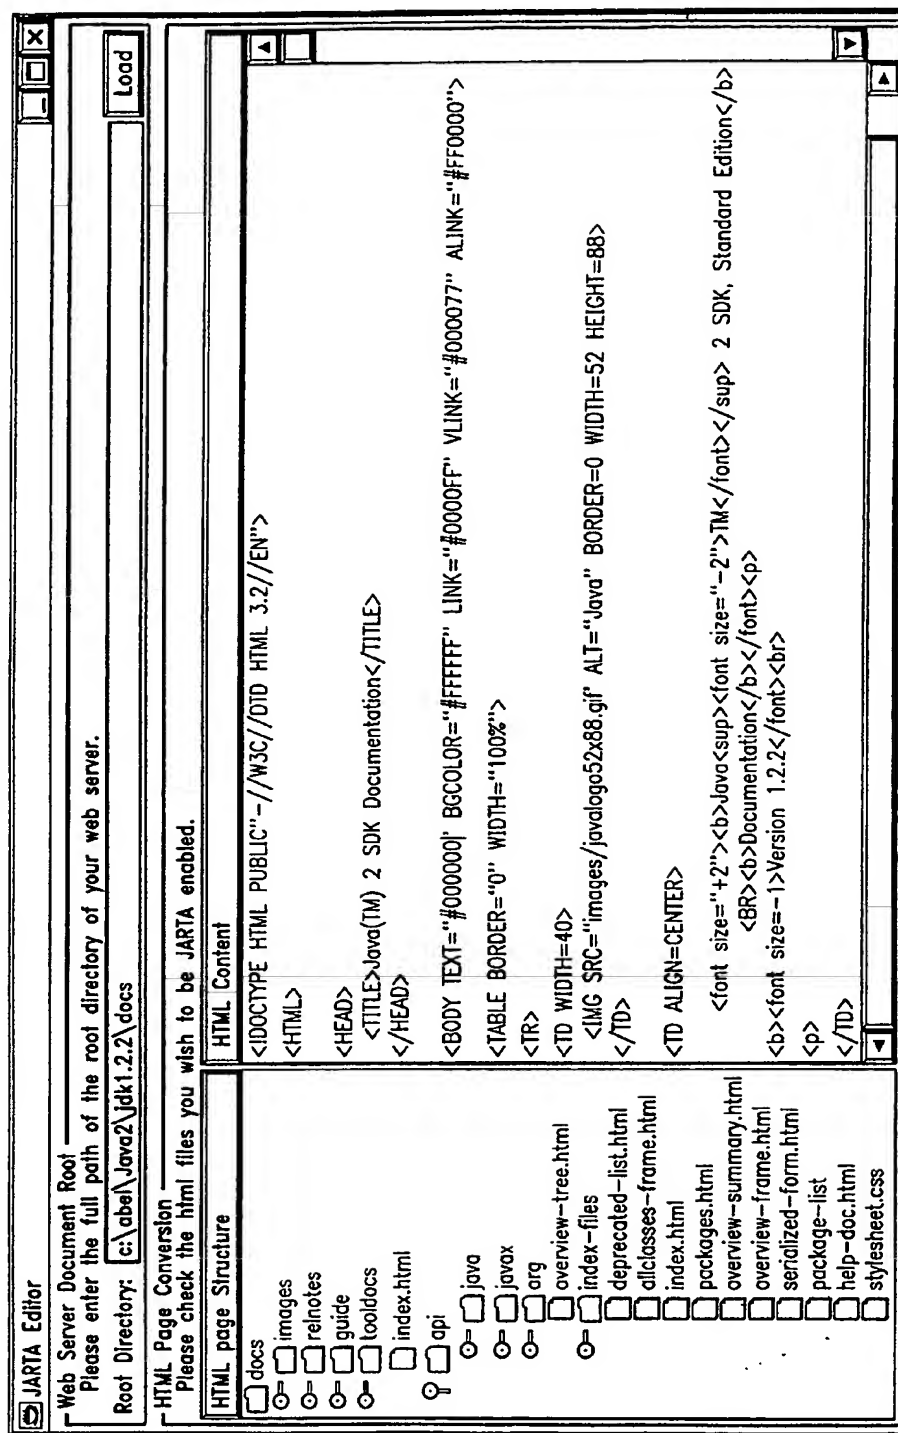 JARTA Editor
Web Server Document Root
Please enter the full path of the root directory of your web server.
Root Directory: c:\abel\Java2\jdk1.2.2\docs
Load
HTML Page Conversion
Please check the html files you wish to be JARTA enabled.
HTML page Structure
docs
images
relnotes
guide
tooldocs
index.html
api
java
javax
org
overview-tree.html
index-files
deprecated-list.html
allclasses-frame.html
index.html
packages.html
overview-summary.html
overview-frame.html
serialized-form.html
package-list
help-doc.html
stylesheet.css
HTML Content
<!DOCTYPE HTML PUBLIC"-//W3C//DTD HTML 3.2//EN">
<HTML>
<HEAD>
<TITLE>Java(TM) 2 SDK Documentation</TITLE>
</HEAD>
<BODY TEXT="#000000|' BGCOLOR="#FFFFFF" LINK="#0000FF" VLINK="#000077" ALINK="#FF0000">
<TABLE BORDER="0" WIDTH="100%">
<TR>
<TD WIDTH=40>
<IMG SRC="images/javalogo52x88.gif' ALT="Java" BORDER=0 WIDTH=52 HEIGHT=88>
</TD>
<TD ALIGN=CENTER>
<font size="+2"><b>Java<sup><font size="-2">TM</font></sup> 2 SDK, Standard Edition</b>
<BR><b>Documentation</b></font><p>
<b><font size=-1>Version 1.2.2</font><br>
<p>
</TD>